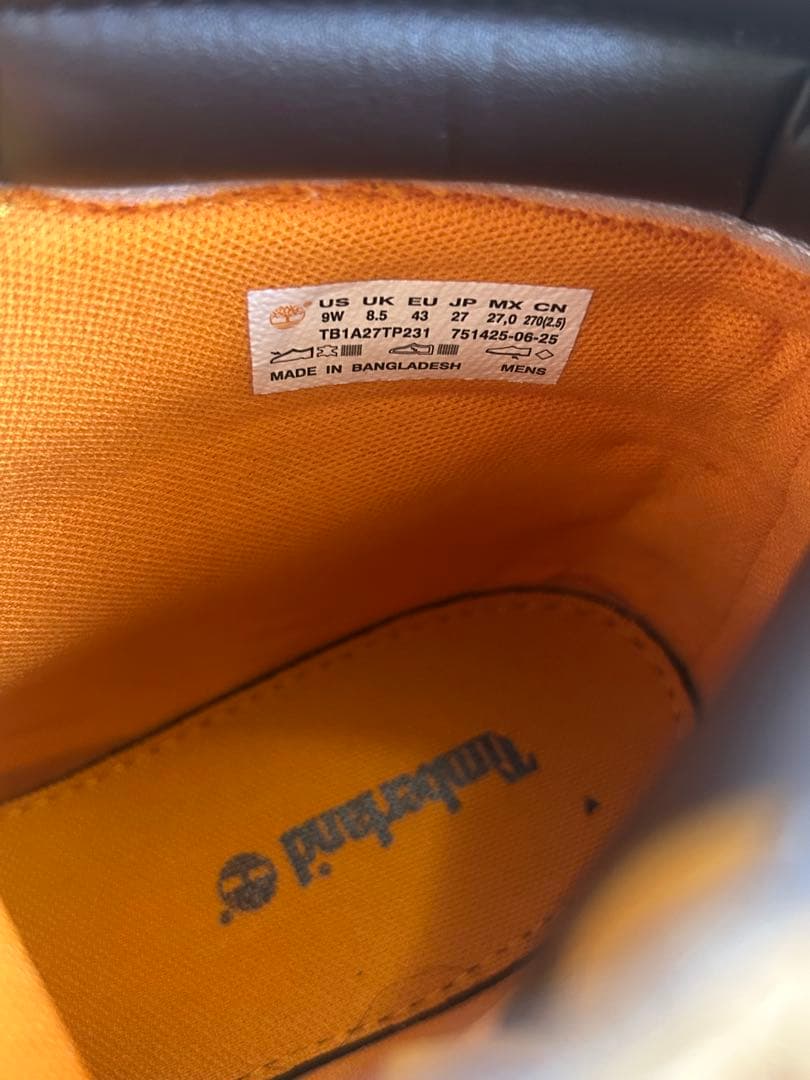 US UK EU JP MX CN
9W 8.5 43 27 27,0 270(2.5)
TB1A27TP231 751425-06-25
MADE IN BANGLADESH MENS
Timberland